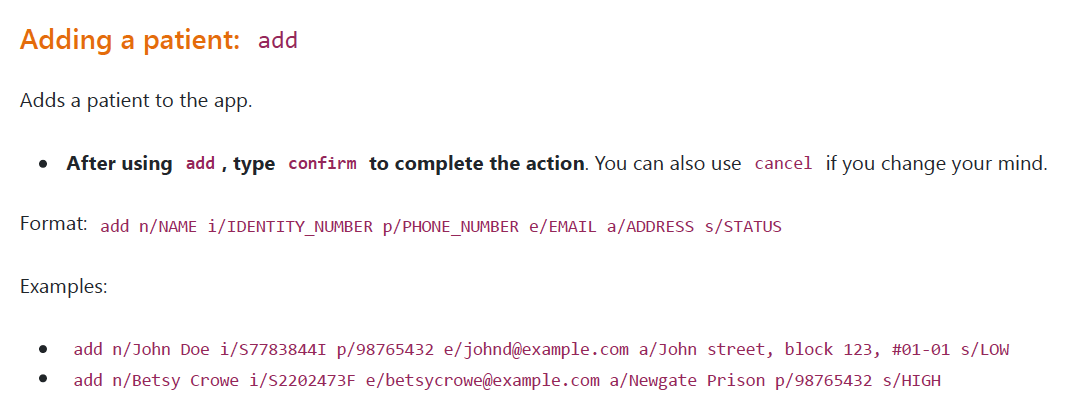 Adding a patient: add
Adds a patient to the app.
• After using add, type confirm to complete the action. You can also use cancel if you change your mind.
Format: add n/NAME i/IDENTITY_NUMBER p/PHONE_NUMBER e/EMAIL a/ADDRESS s/STATUS
Examples:
• add n/John Doe i/S7783844I p/98765432 e/johnd@example.com a/John street, block 123, #01-01 s/LOW
• add n/Betsy Crowe i/S2202473F e/betsycrowe@example.com a/Newgate Prison p/98765432 s/HIGH